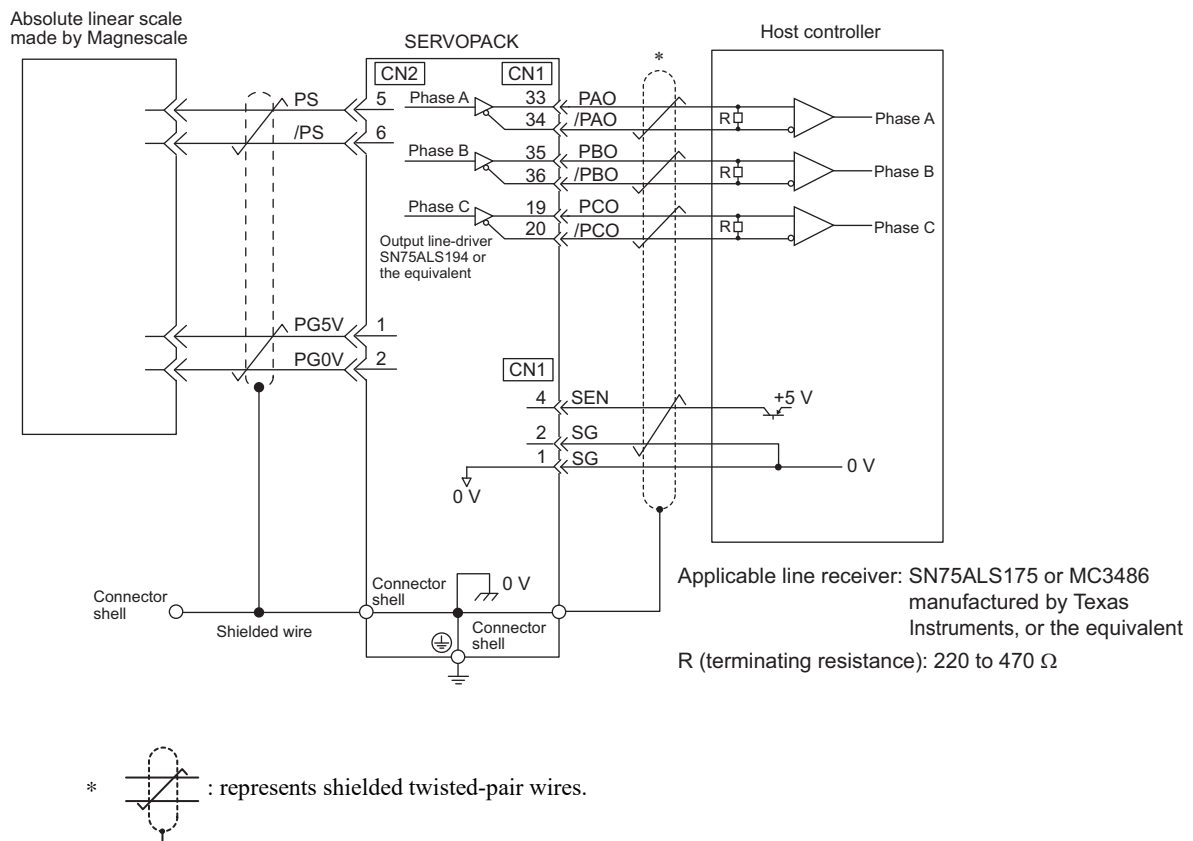 Absolute linear scale
made by Magnescale
SERVOPACK
Host controller
*
CN2
CN1
PS
5
Phase A
33
PAO
34
/PAO
R
Phase A
/PS
6
Phase B
35
PBO
36
/PBO
R
Phase B
Phase C
19
PCO
20
/PCO
R
Phase C
Output line-driver
SN75ALS194 or
the equivalent
PG5V
1
PG0V
2
CN1
4
SEN
+5 V
2
SG
1
SG
0 V
0 V
Connector
shell
Shielded wire
Connector
shell
0 V
Connector
shell
Applicable line receiver: SN75ALS175 or MC3486
manufactured by Texas
Instruments, or the equivalent
R (terminating resistance): 220 to 470 Ω
* : represents shielded twisted-pair wires.